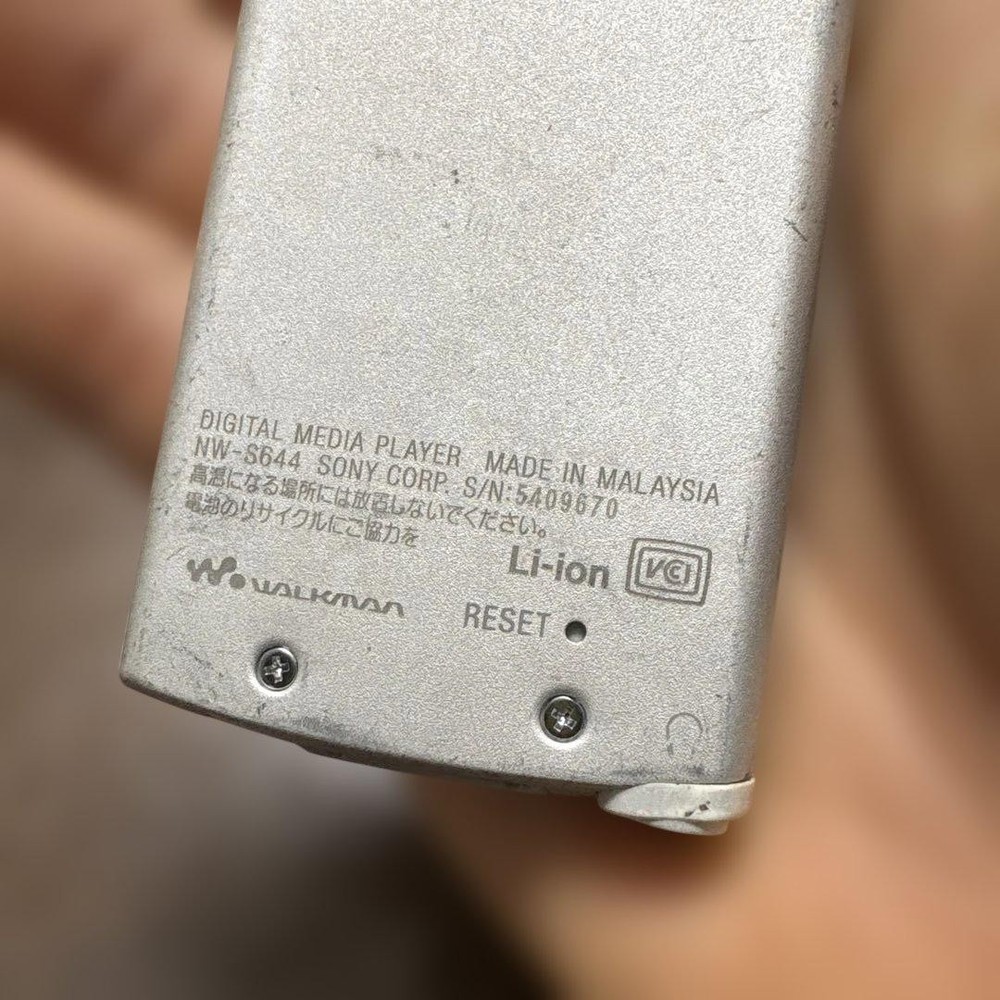 DIGITAL MEDIA PLAYER MADE IN MALAYSIA
NW-S644 SONY CORP. S/N:5409670
高温になる場所には放置しないでください。
電池のリサイクルにご協力を
Li-ion VCCI
WALKMAN
RESET